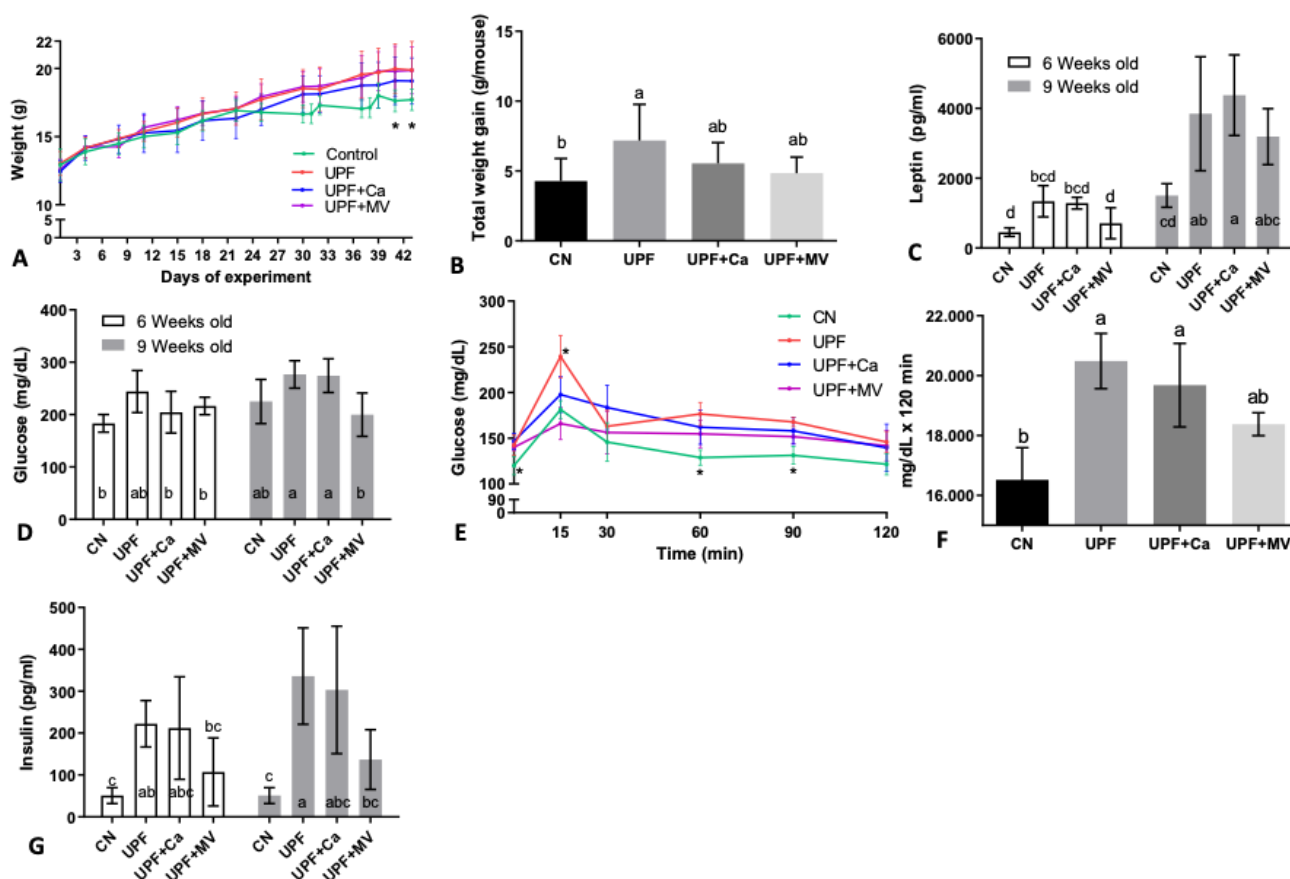 22
20
15
10
5
0
Weight (g)
* *
Control
UPF
UPF+Ca
UPF+MV
3 6 9 12 15 18 21 24 27 30 33 36 39 42
Days of experiment
A
15
10
5
0
Total weight gain (g/mouse)
b a ab ab
CN UPF UPF+Ca UPF+MV
B
6000
4000
2000
0
Leptin (pg/ml)
6 Weeks old
9 Weeks old
d bcd bcd d cd ab a abc
CN UPF UPF+Ca UPF+MV CN UPF UPF+Ca UPF+MV
C
400
300
200
100
0
Glucose (mg/dL)
6 Weeks old
9 Weeks old
b ab b b ab a a b
CN UPF UPF+Ca UPF+MV CN UPF UPF+Ca UPF+MV
D
300
250
200
150
100
90
0
Glucose (mg/dL)
CN
UPF
UPF+Ca
UPF+MV
* * * *
15 30 60 90 120
Time (min)
E
22.000
20.000
18.000
16.000
mg/dL x 120 min
b a a ab
CN UPF UPF+Ca UPF+MV
F
500
400
300
200
100
0
Insulin (pg/ml)
c ab abc bc c a abc bc
CN UPF UPF+Ca UPF+MV CN UPF UPF+Ca UPF+MV
G